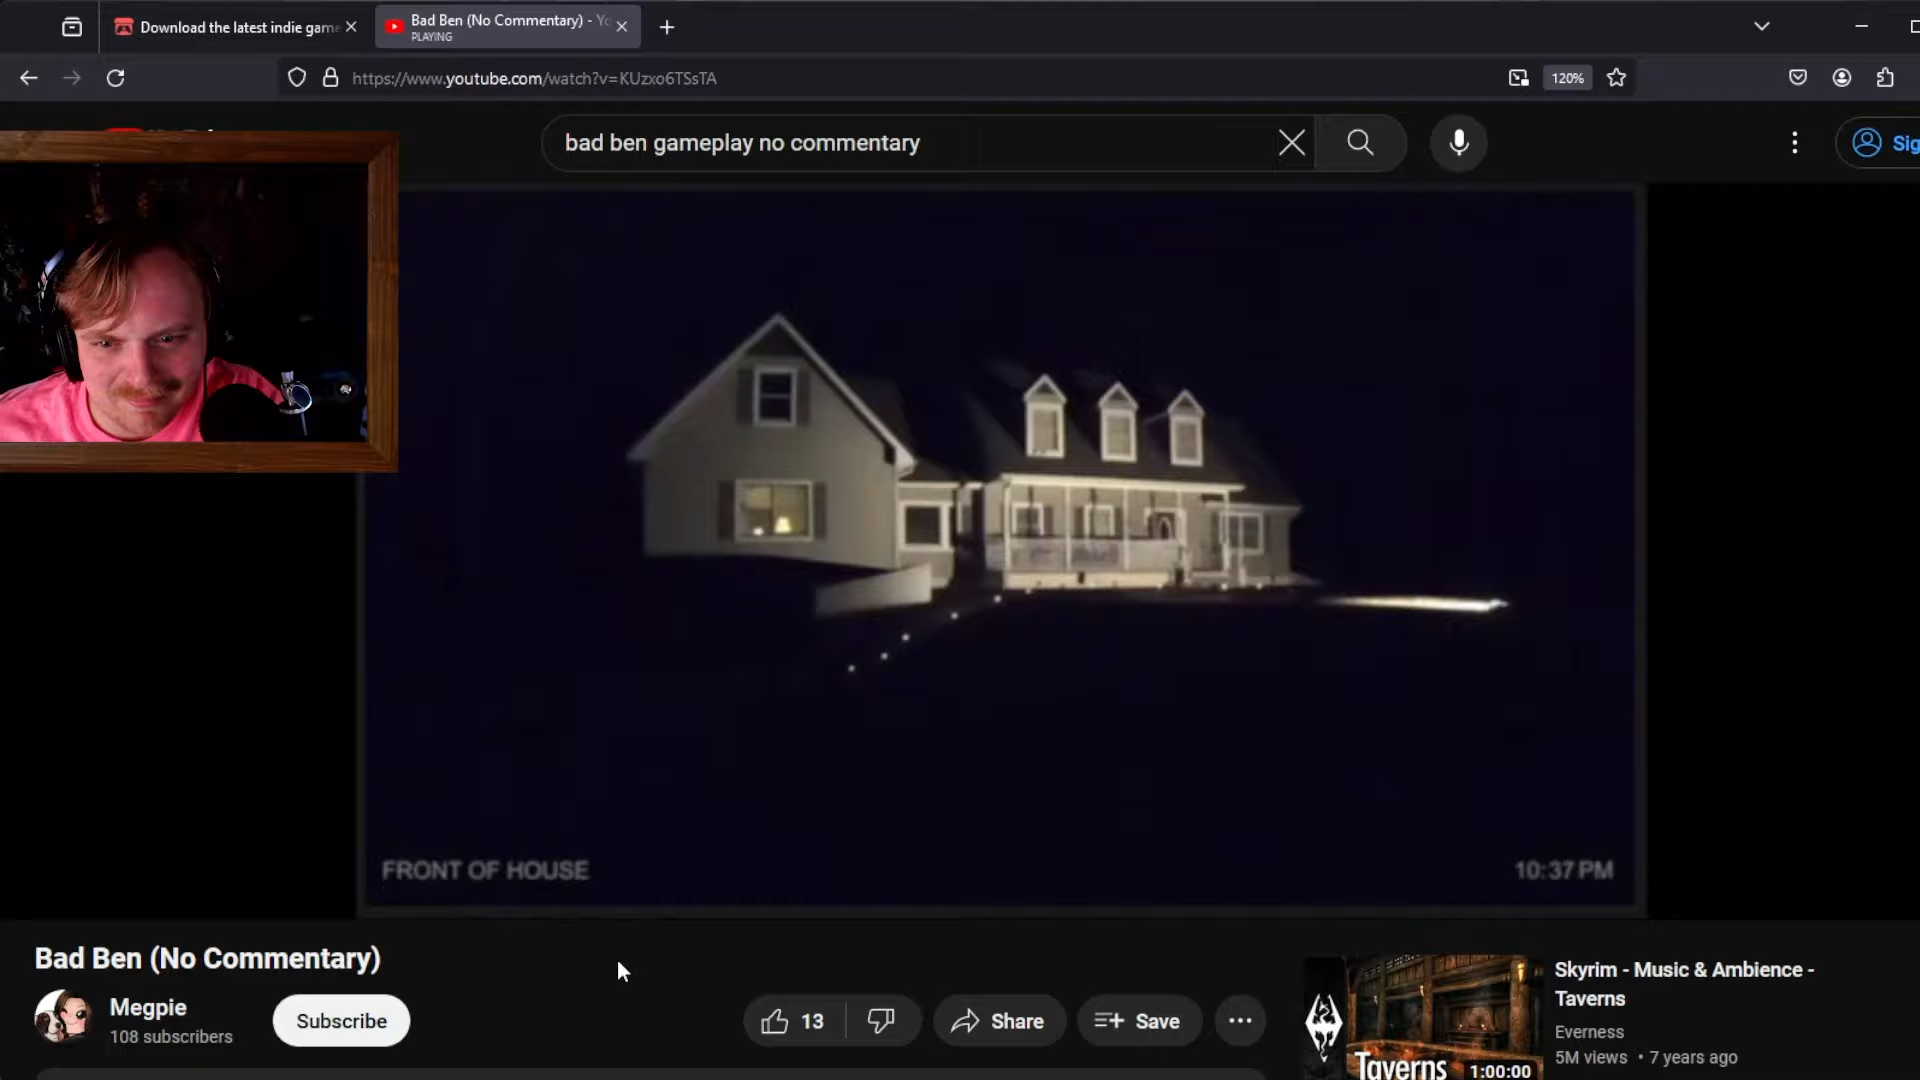 Download the latest indie game
Bad Ben (No Commentary) - Yo
PLAYING
https://www.youtube.com/watch?v=KUzxo6TSsTA
120%
bad ben gameplay no commentary
Sig
FRONT OF HOUSE
10:37 PM
Bad Ben (No Commentary)
Megpie
108 subscribers
Subscribe
13
Share
Save
Skyrim - Music & Ambience -
Taverns
Everness
5M views • 7 years ago
Taverns
1:00:00